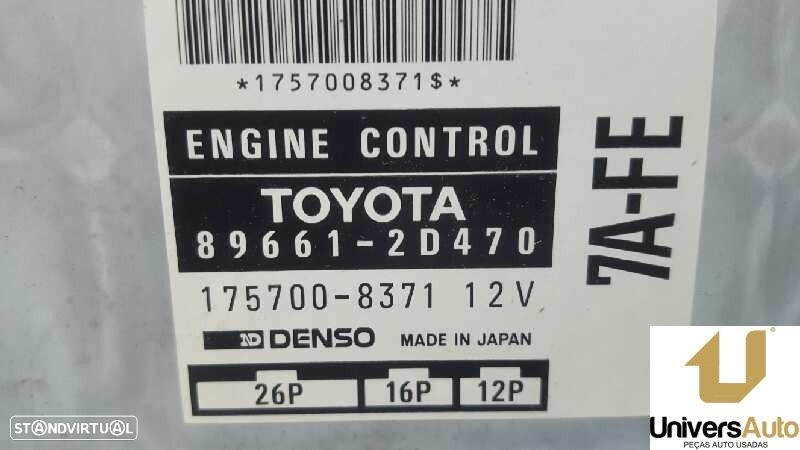 *1757008371$*
ENGINE CONTROL
TOYOTA
89661-2D470
175700-8371 12V
ND DENSO MADE IN JAPAN
26P 16P 12P
7A-FE
STANDVIRTUAL
UniversAuto
PEÇAS AUTO USADAS